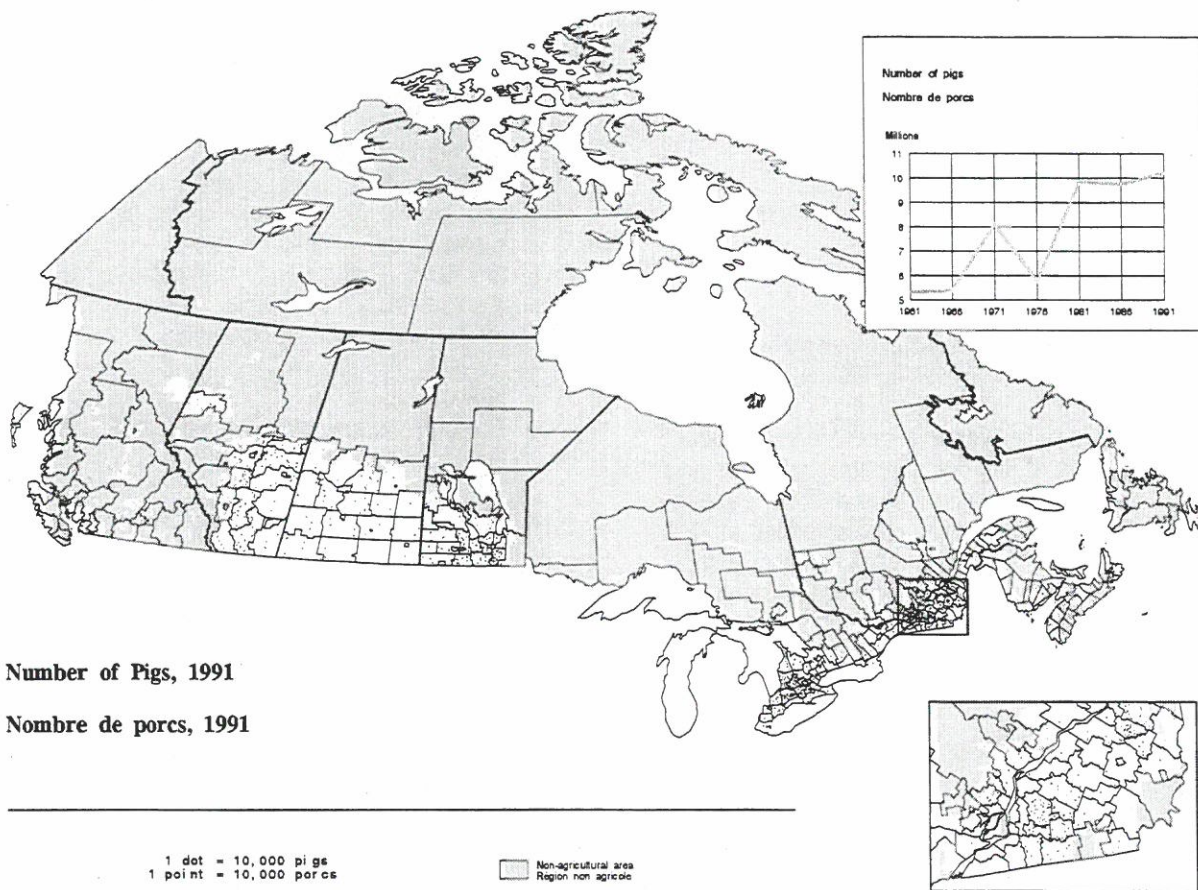 Number of pigs
Nombre de porcs
Millions
11
10
9
8
7
6
5
1961 1966 1971 1976 1981 1986 1991
Number of Pigs, 1991
Nombre de porcs, 1991
1 dot = 10,000 pigs
1 point = 10,000 porcs
Non-agricultural area
Région non agricole